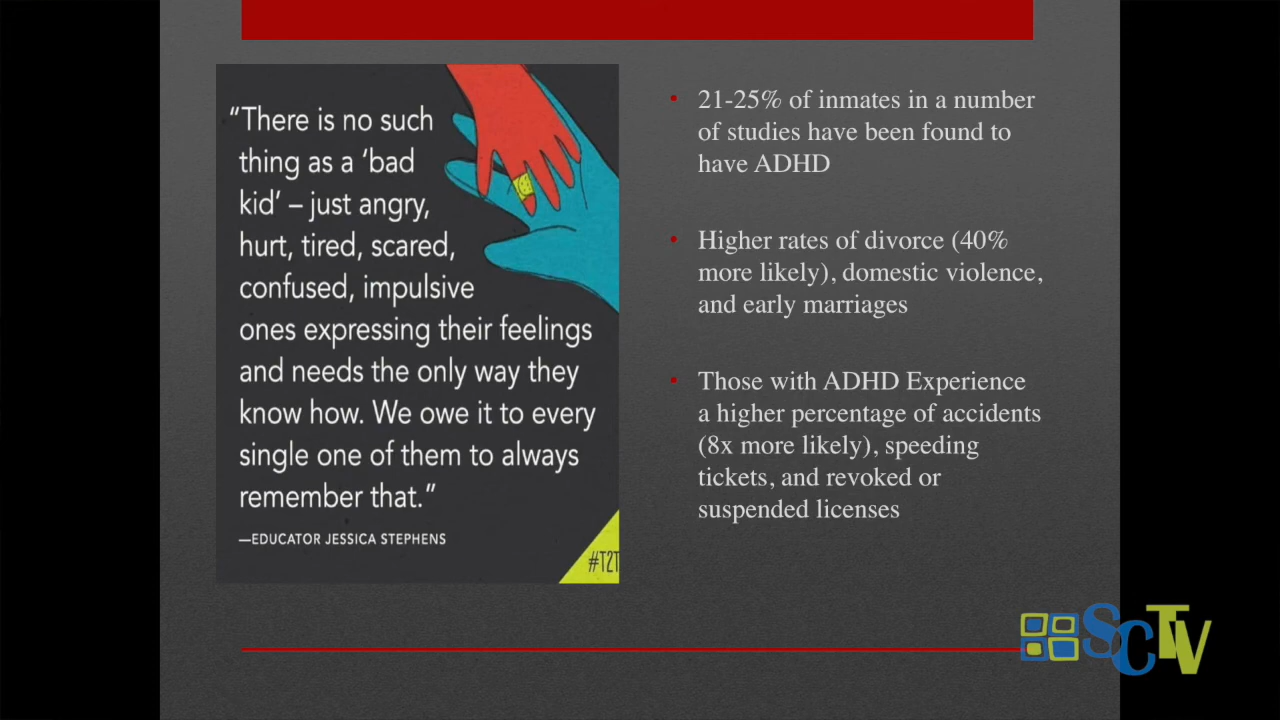 “There is no such
thing as a ‘bad
kid’ – just angry,
hurt, tired, scared,
confused, impulsive
ones expressing their feelings
and needs the only way they
know how. We owe it to every
single one of them to always
remember that.”
—EDUCATOR JESSICA STEPHENS
#T2T
• 21-25% of inmates in a number
of studies have been found to
have ADHD
• Higher rates of divorce (40%
more likely), domestic violence,
and early marriages
• Those with ADHD Experience
a higher percentage of accidents
(8x more likely), speeding
tickets, and revoked or
suspended licenses
SCTV